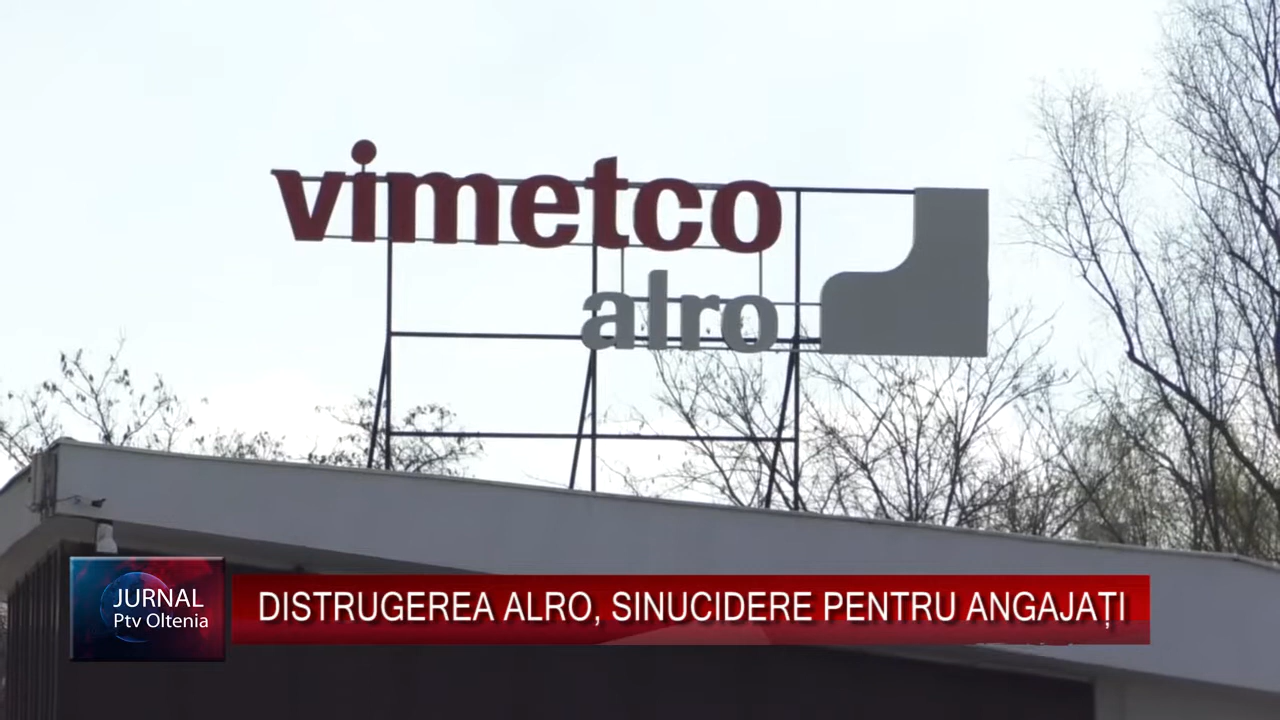 vimetco
alro
JURNAL
Ptv Oltenia
DISTRUGEREA ALRO, SINUCIDERE PENTRU ANGAJAȚI